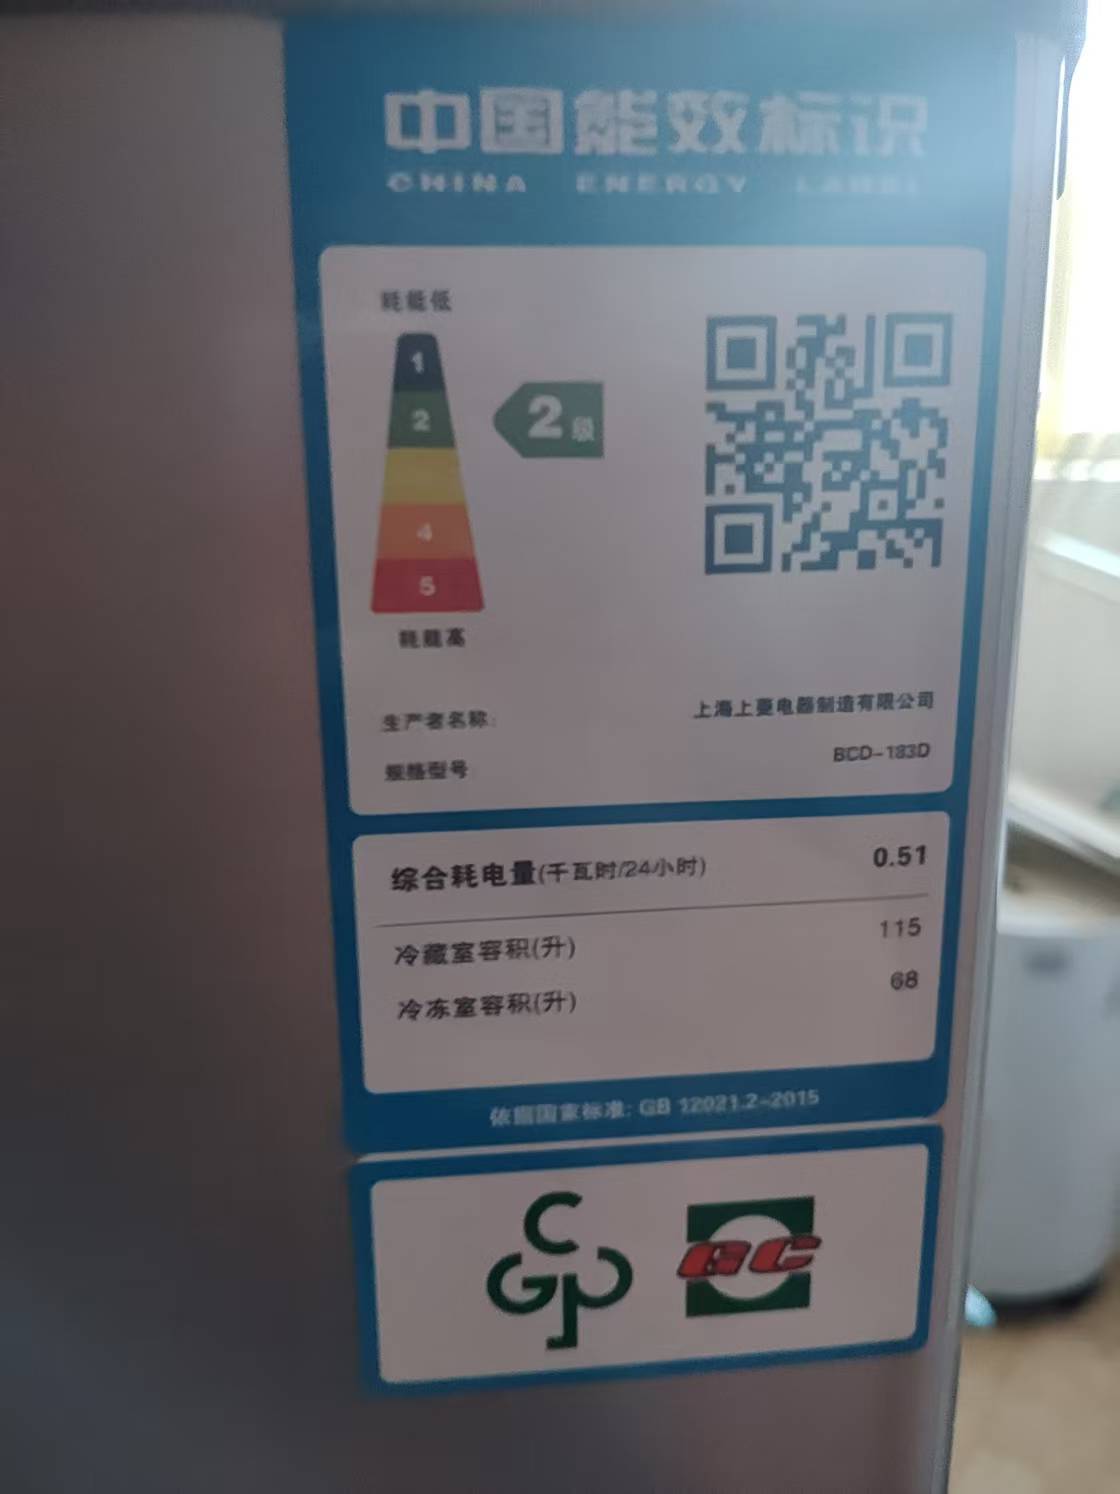 中国能效标识
CHINA ENERGY LABEL
耗能低
1
2
2级
4
5
耗能高
生产者名称: 上海上菱电器制造有限公司
规格型号 BCD-183D
综合耗电量(千瓦时/24小时) 0.51
冷藏室容积(升) 115
冷冻室容积(升) 68
依据国家标准: GB 12021.2-2015
CGP